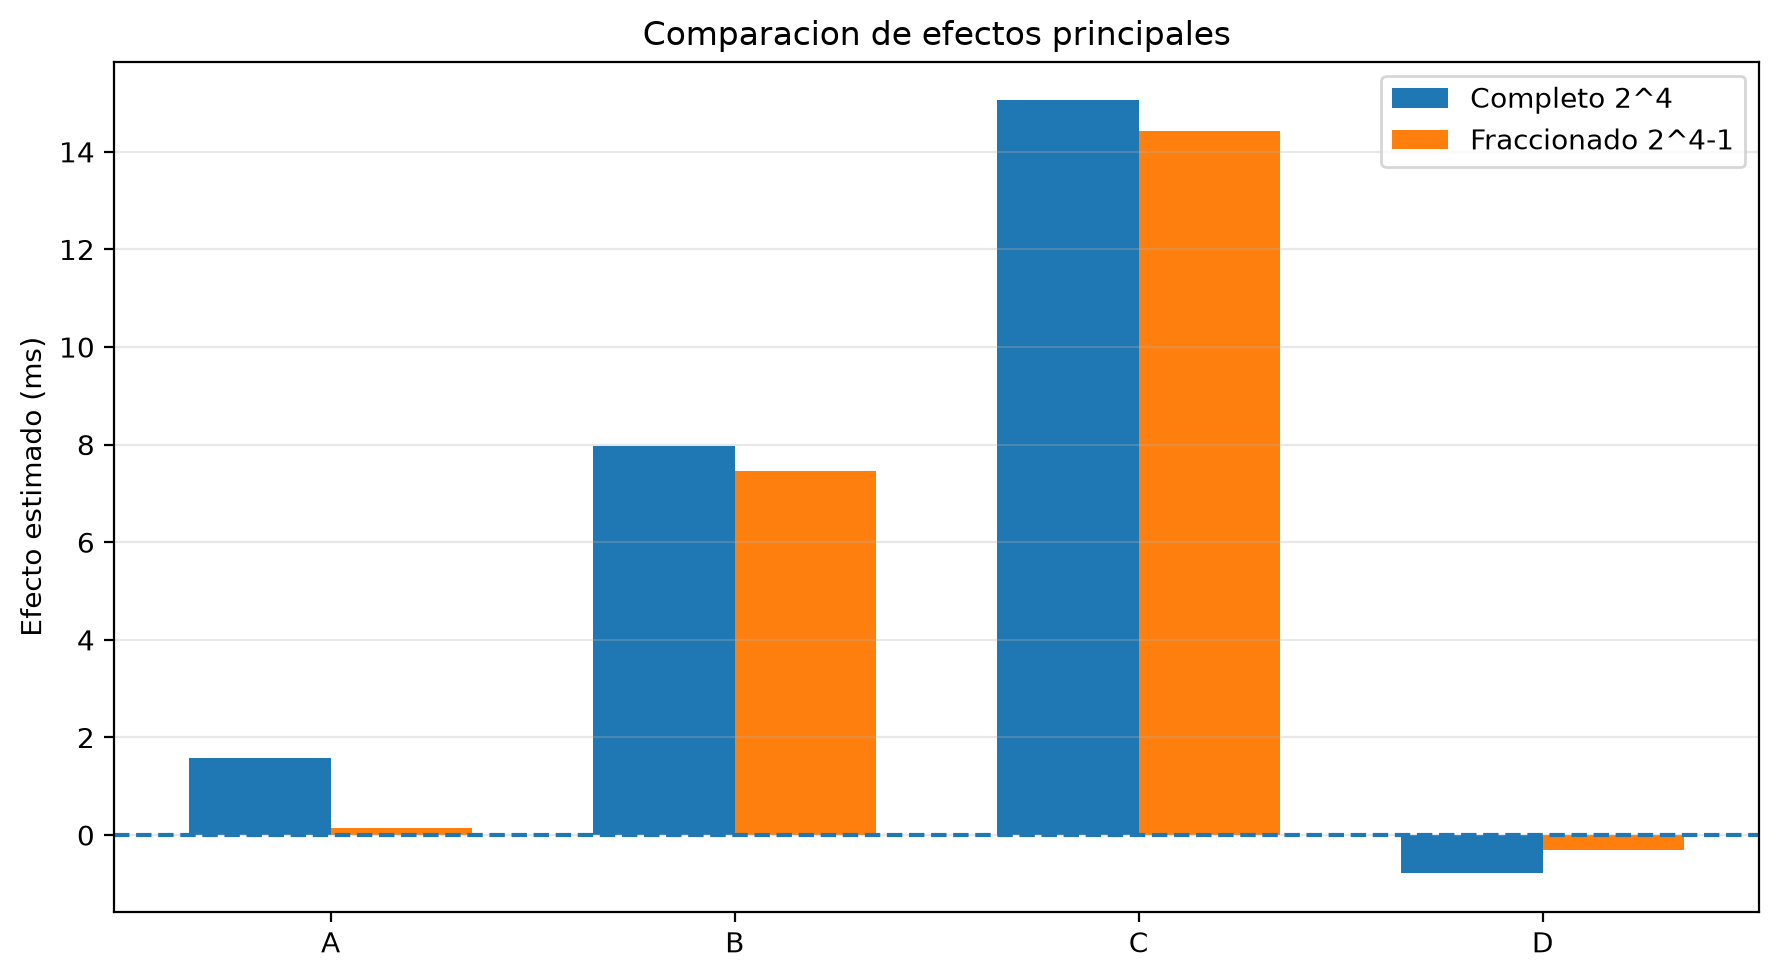 Comparacion de efectos principales
Completo 2^4
Fraccionado 2^4-1
Efecto estimado (ms)
14
12
10
8
6
4
2
0
A
B
C
D